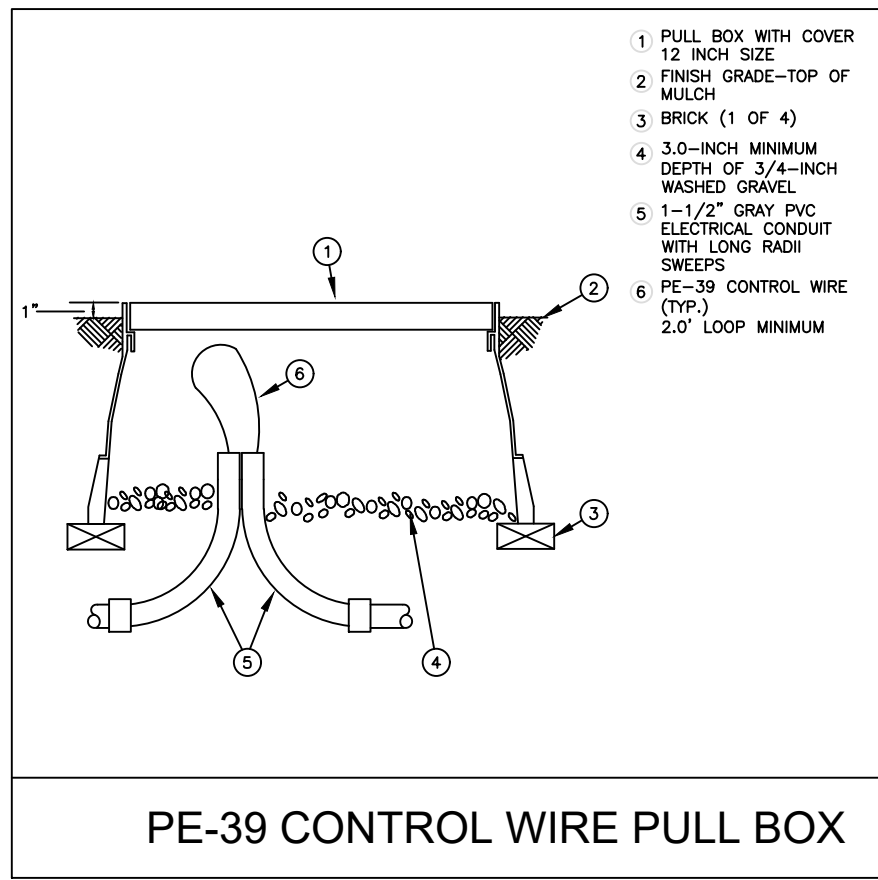 1 PULL BOX WITH COVER
12 INCH SIZE
2 FINISH GRADE-TOP OF
MULCH
3 BRICK (1 OF 4)
4 3.0-INCH MINIMUM
DEPTH OF 3/4-INCH
WASHED GRAVEL
5 1-1/2" GRAY PVC
ELECTRICAL CONDUIT
WITH LONG RADII
SWEEPS
6 PE-39 CONTROL WIRE
(TYP.)
2.0' LOOP MINIMUM
1
2
1"
6
3
5
4
PE-39 CONTROL WIRE PULL BOX